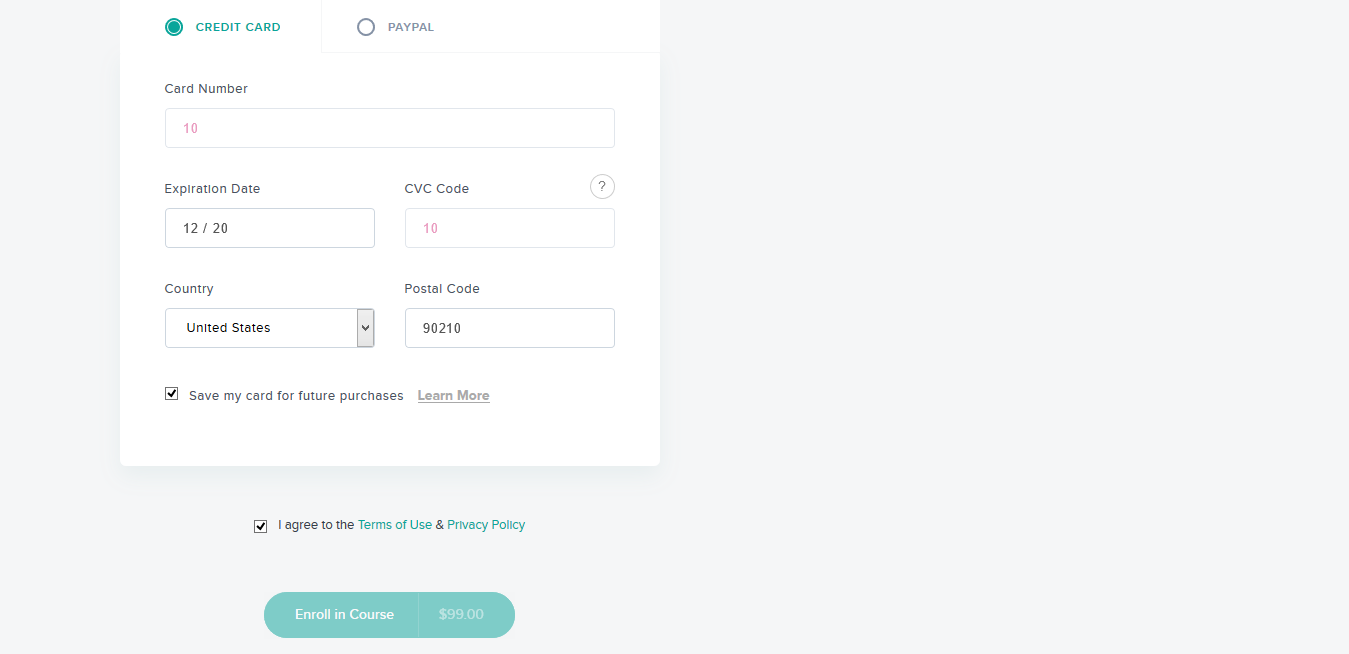 CREDIT CARD PAYPAL
Card Number
10
Expiration Date CVC Code ?
12 / 20 10
Country Postal Code
United States 90210
Save my card for future purchases Learn More
I agree to the Terms of Use & Privacy Policy
Enroll in Course $99.00